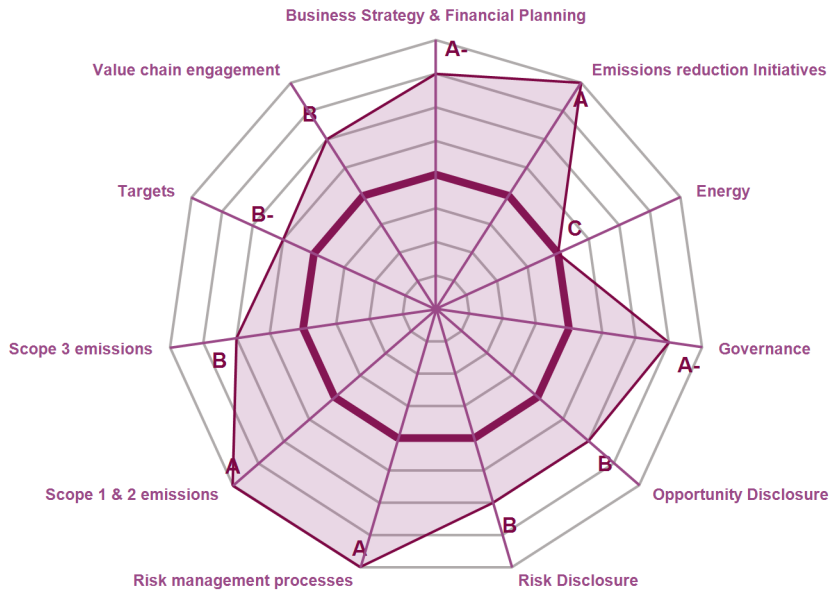 Business Strategy & Financial Planning
A-
Value chain engagement
Emissions reduction Initiatives
A
B
Targets
Energy
B-
C
Scope 3 emissions
Governance
B
A-
A
B
Scope 1 & 2 emissions
Opportunity Disclosure
B
A
Risk management processes
Risk Disclosure